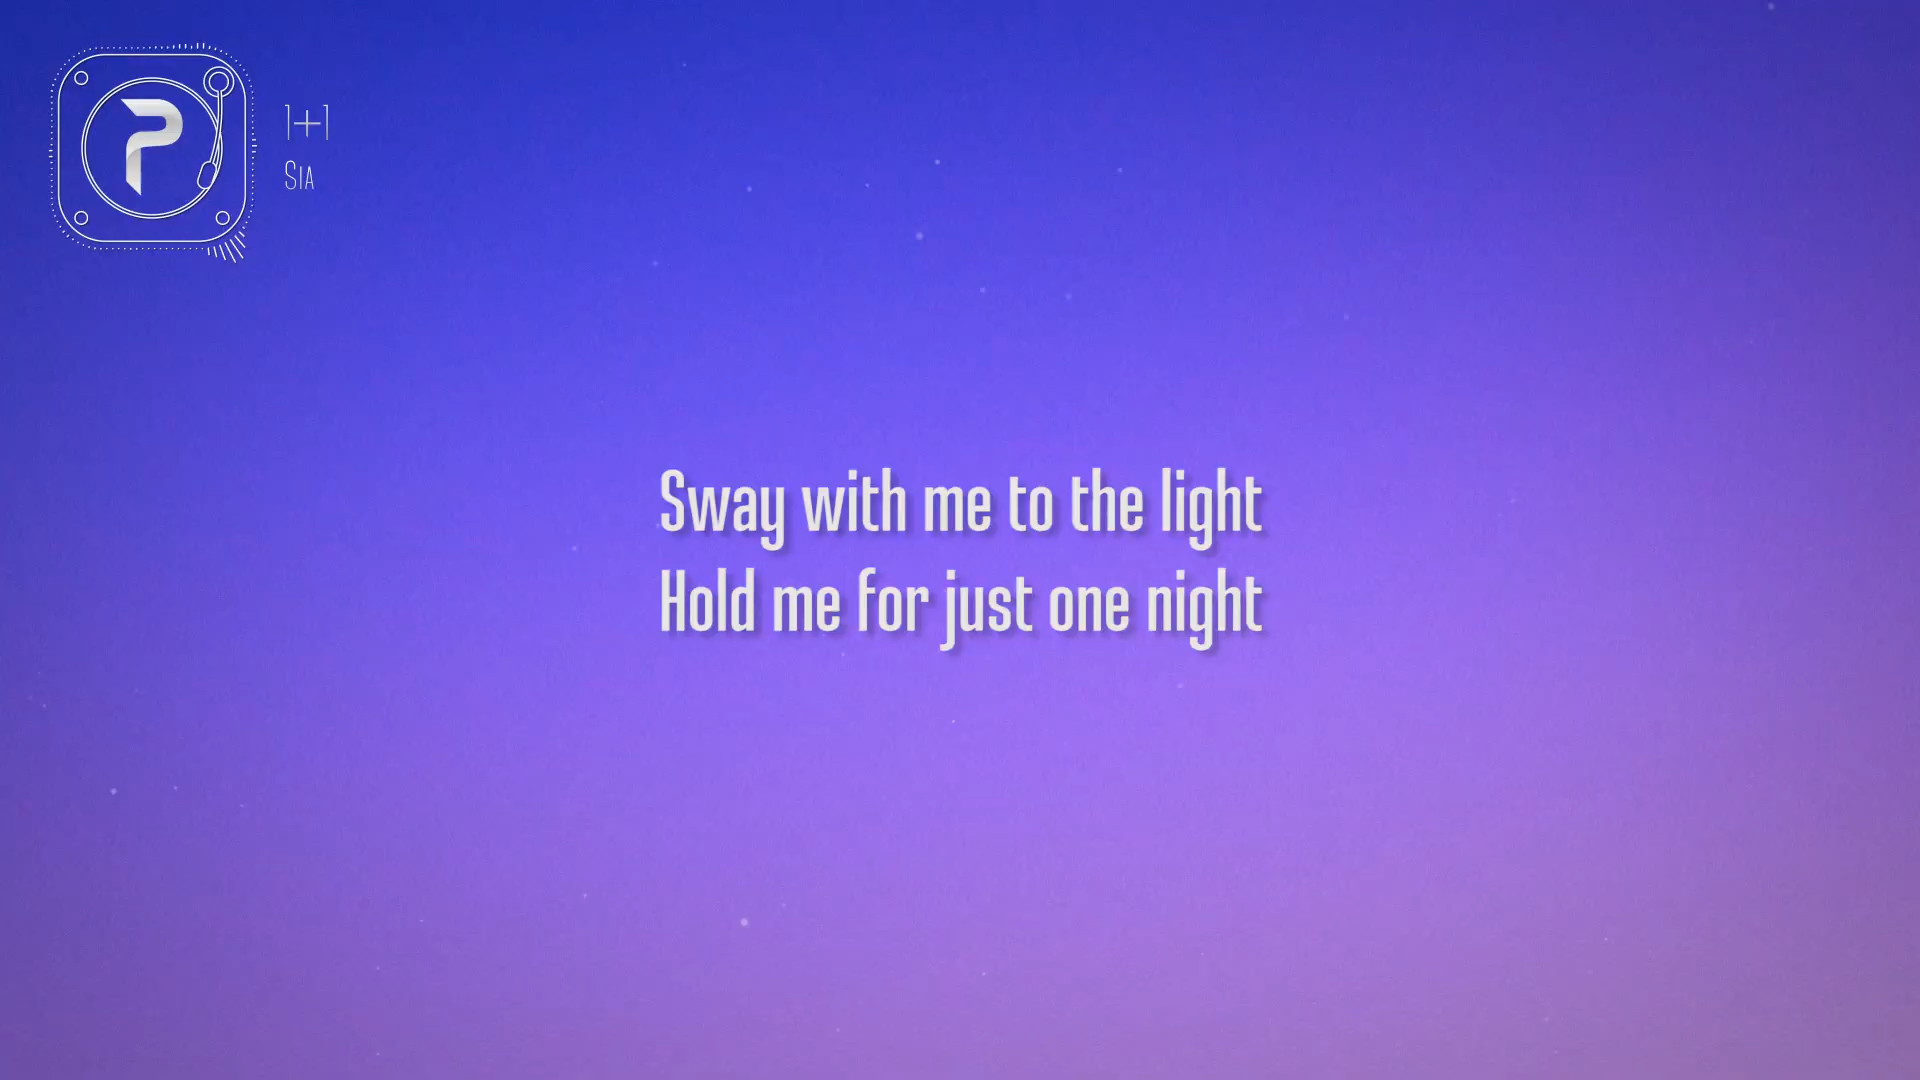 P
1+1
Sia
Sway with me to the light
Hold me for just one night